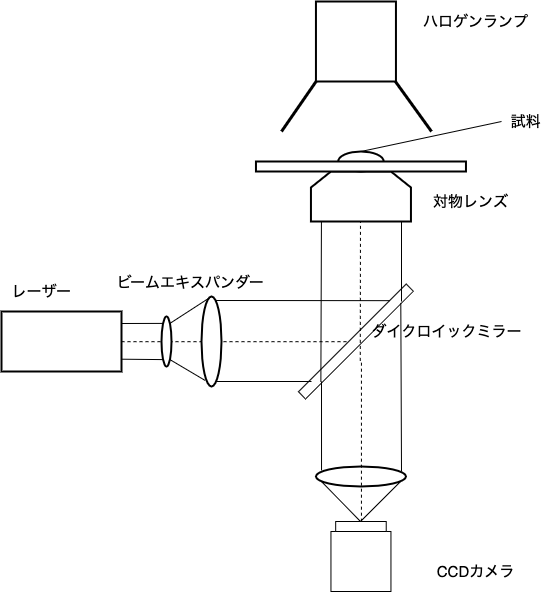 ハロゲンランプ
試料
対物レンズ
ビームエキスパンダー
レーザー
ダイクロイックミラー
CCDカメラ